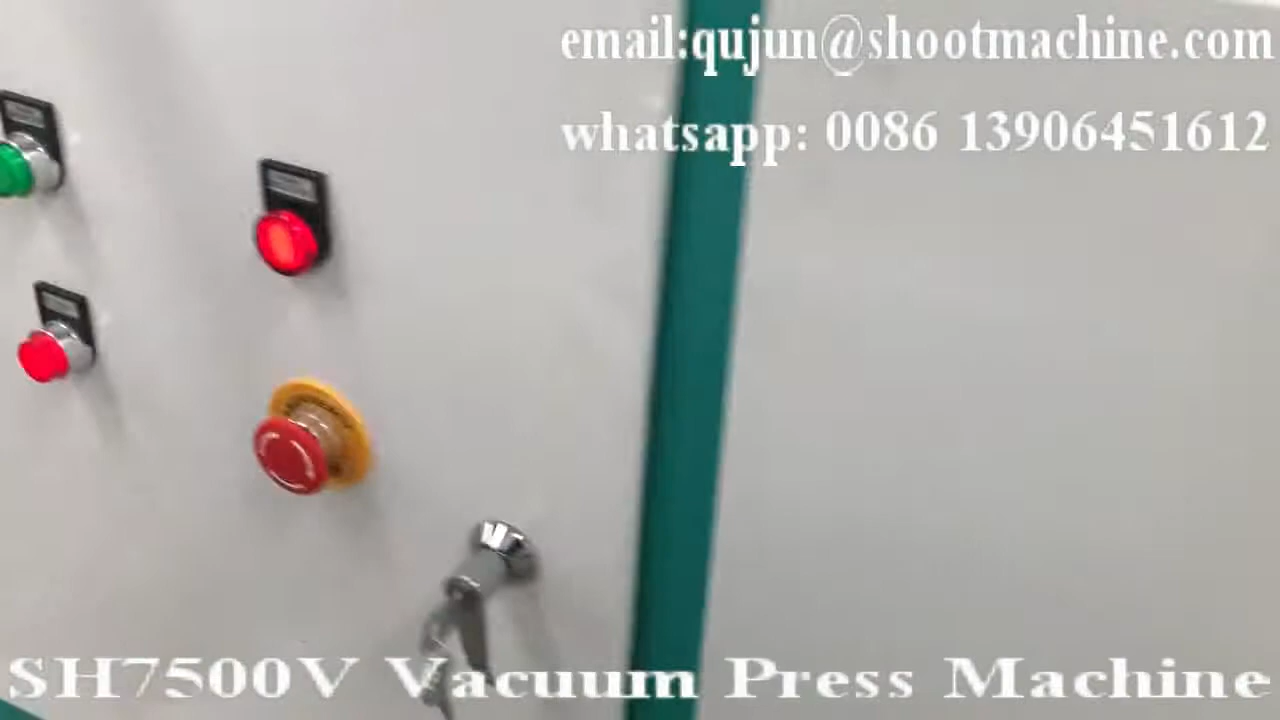 email:qujun@shootmachine.com
whatsapp: 0086 13906451612
SH7500V Vacuum Press Machine